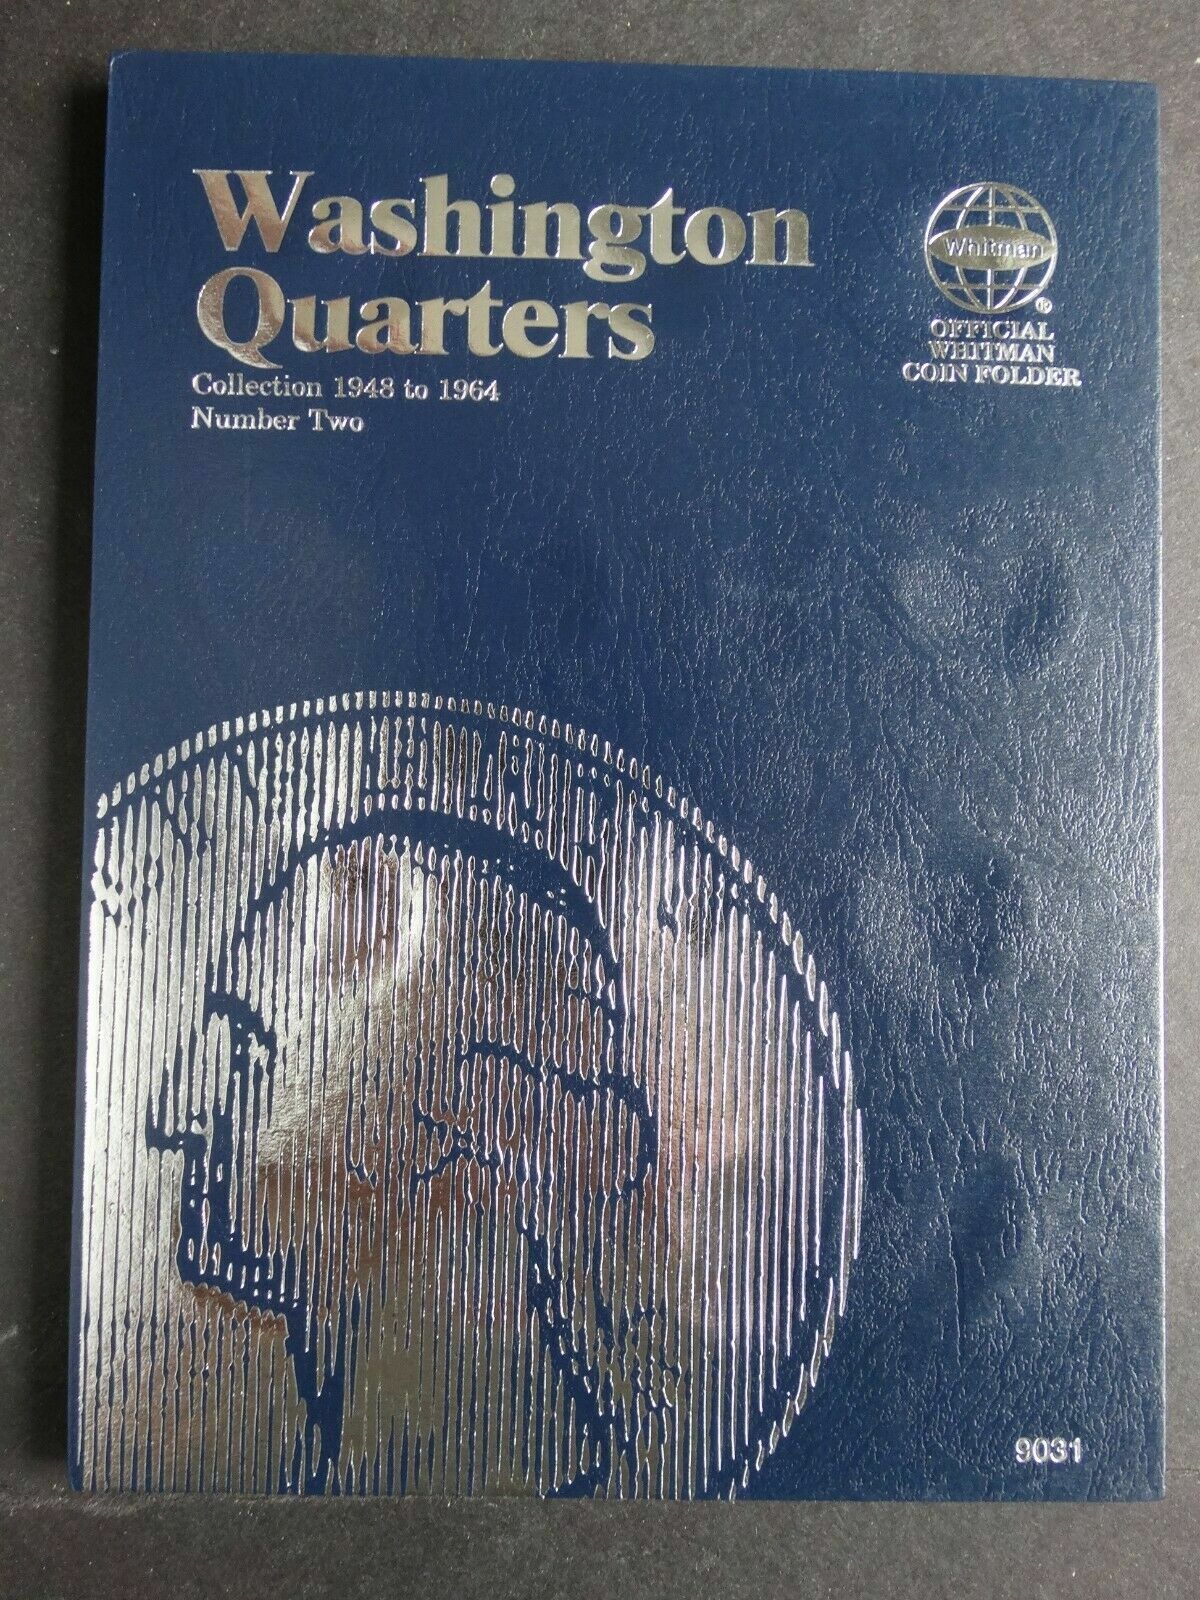 Washington
Quarters
Collection 1948 to 1964
Number Two
Whitman
®
OFFICIAL
WHITMAN
COIN FOLDER
9031